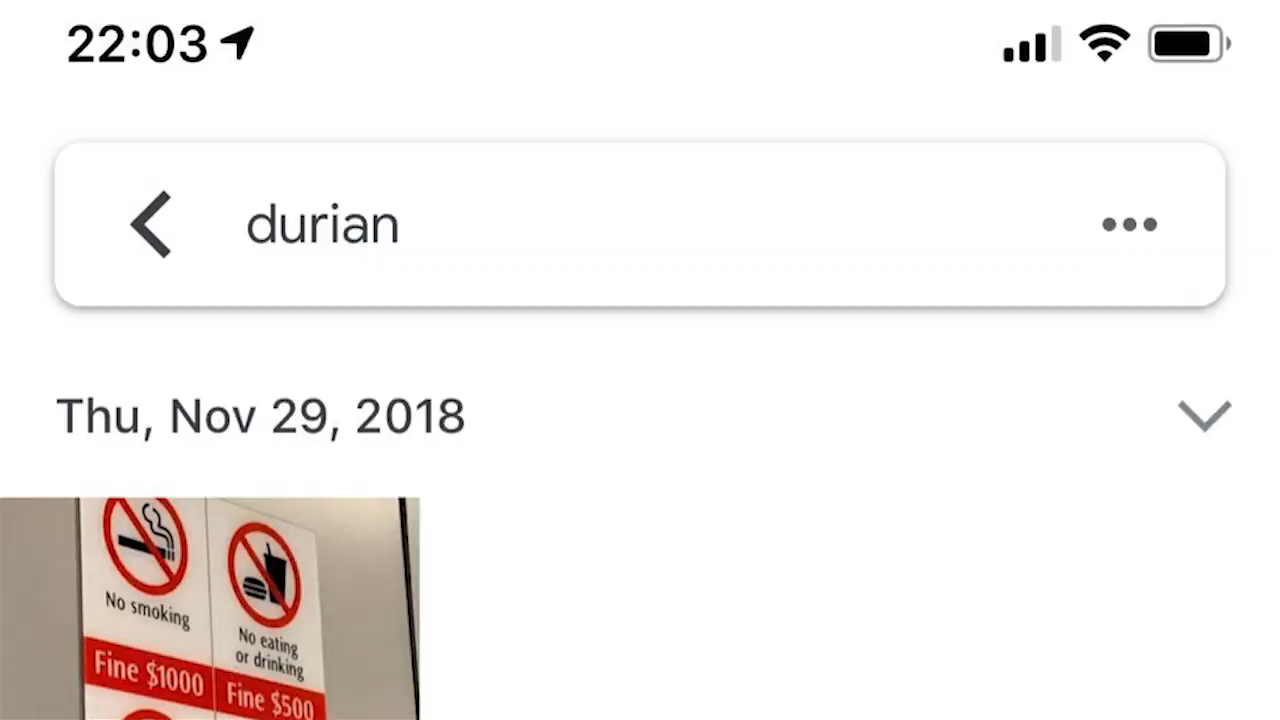 22:03
durian
Thu, Nov 29, 2018
No smoking
No eating
or drinking
Fine $1000
Fine $500